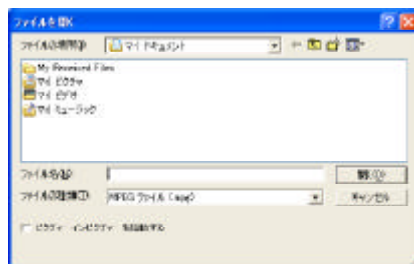 ファイルを開く
ファイルの場所(I): マイ ドキュメント
My Received Files
マイ ピクチャ
マイ ビデオ
マイ ミュージック
ファイル名(N): 開く(O)
ファイルの種類(T): MPEG ファイル (.mpg) キャンセル